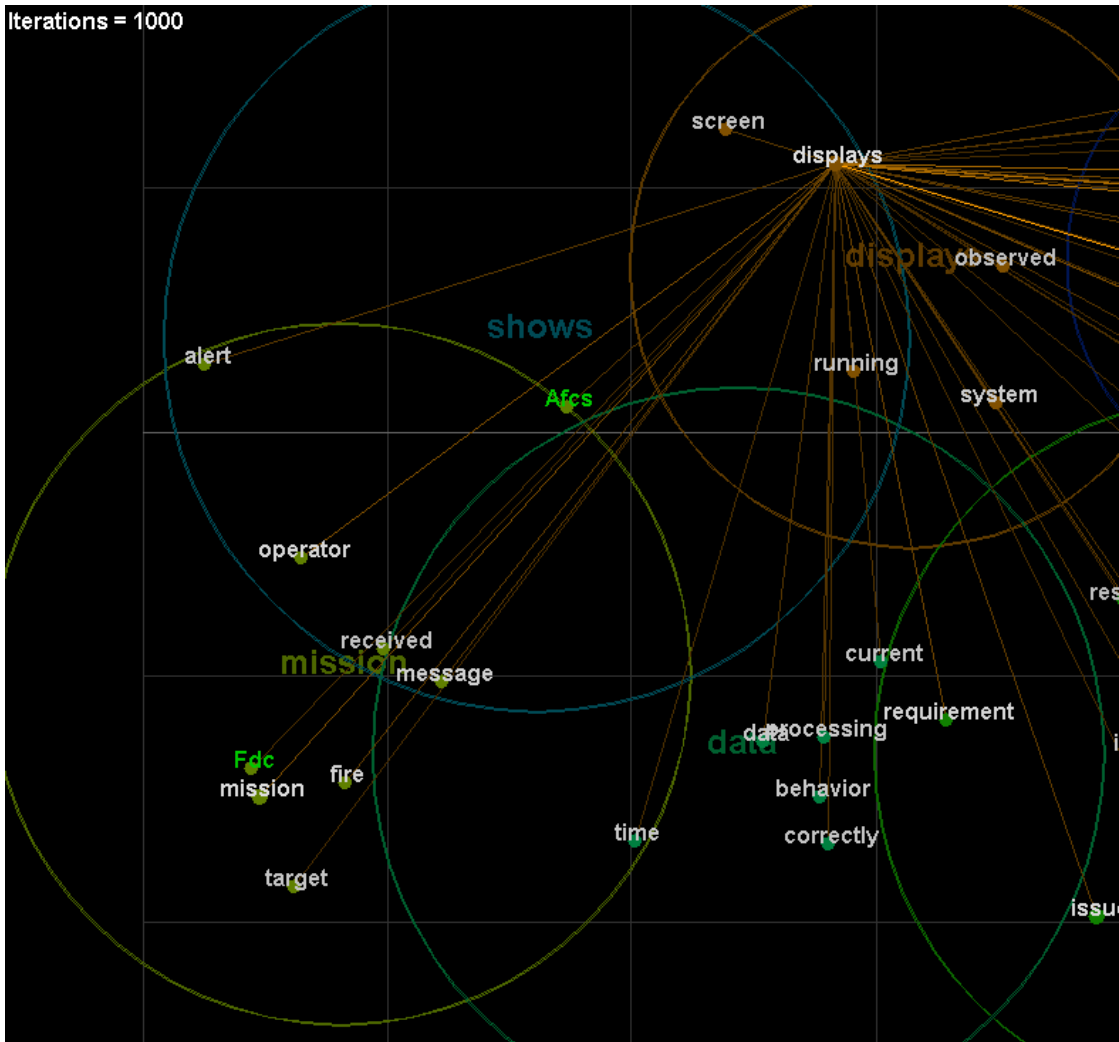 Iterations = 1000
screen
displays
display
observed
shows
alert
running
Afcs
system
operator
received
mission
message
current
requirement
data
data
processing
Fdc
mission
fire
behavior
time
correctly
target